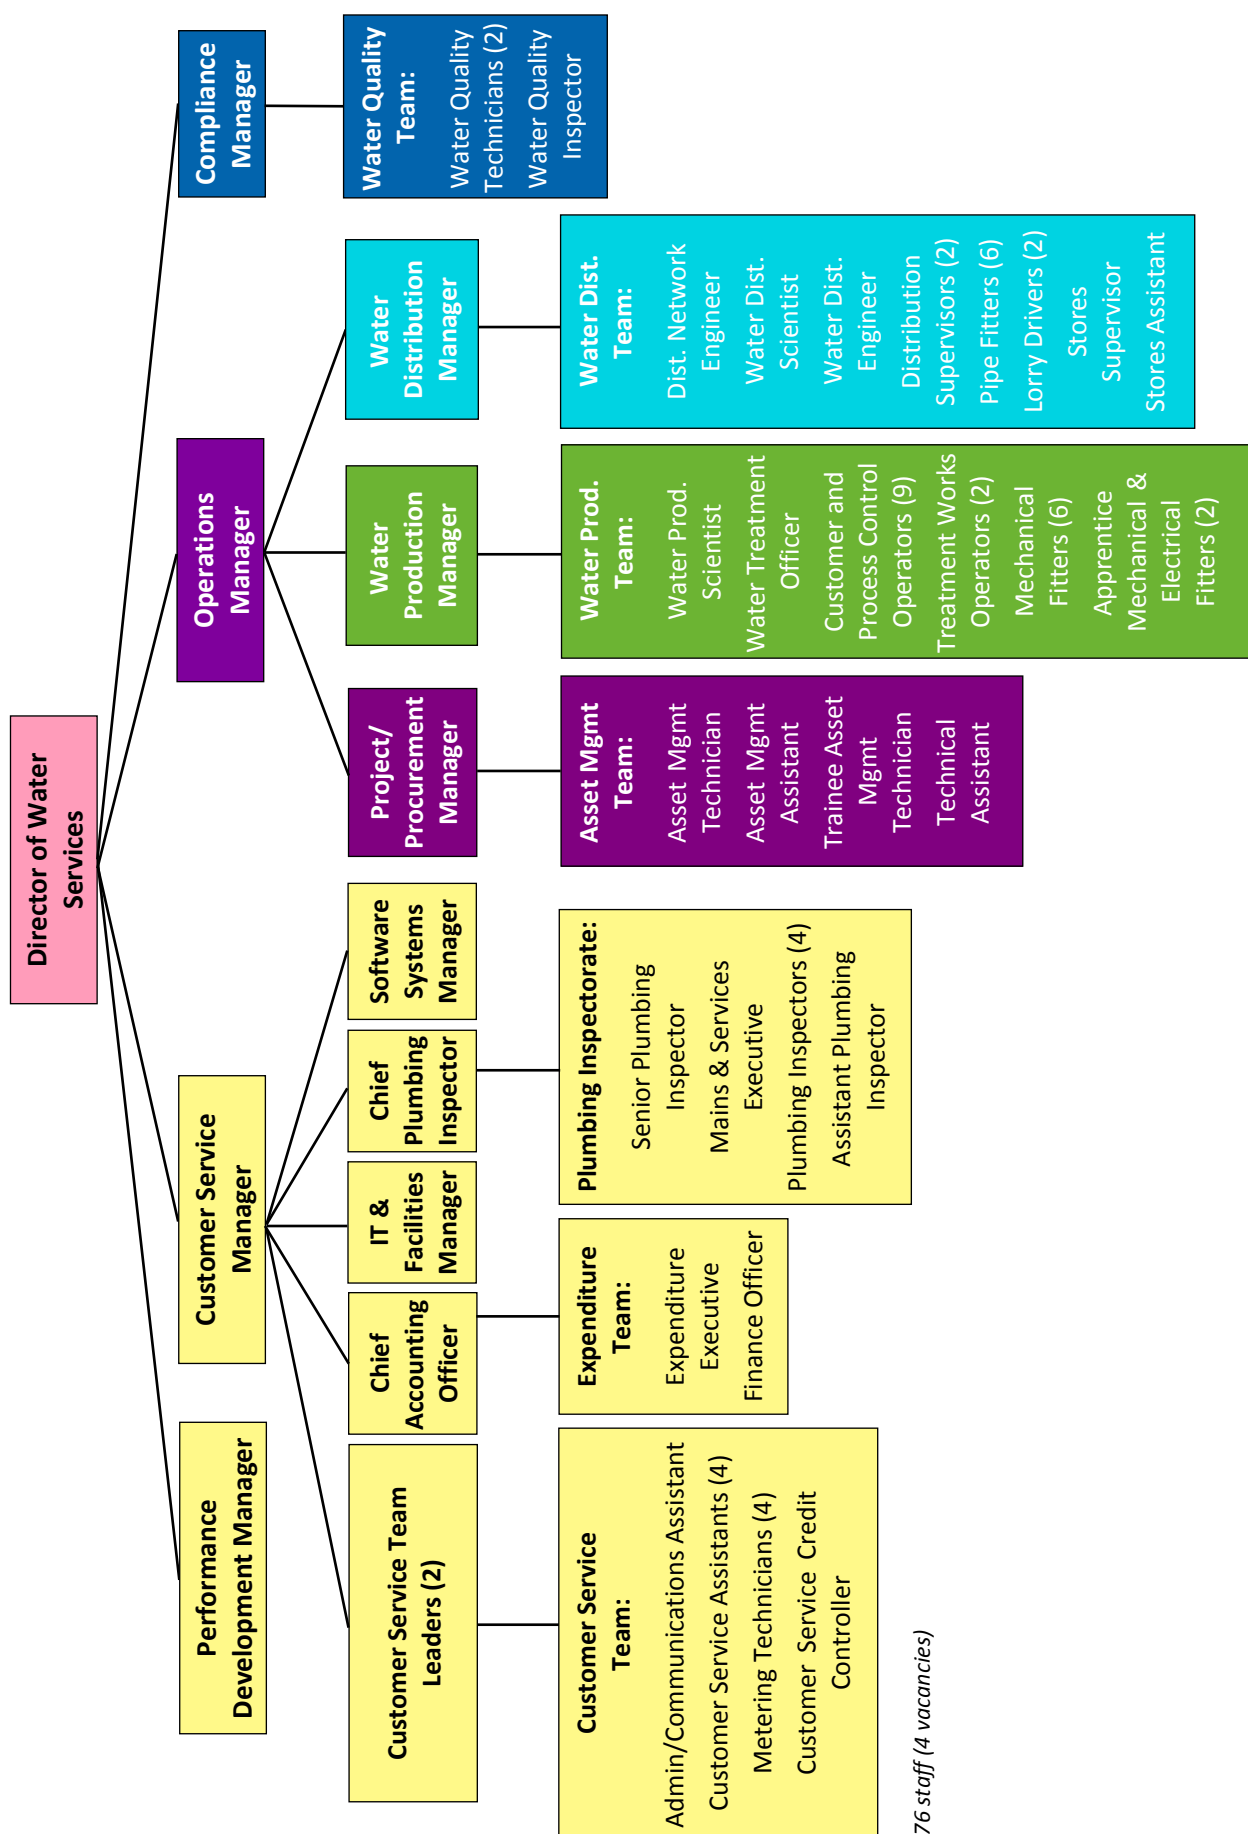 Director of Water
Services
Performance
Development Manager
Customer Service
Manager
Operations
Manager
Compliance
Manager
Customer Service Team
Leaders (2)
Chief
Accounting
Officer
IT &
Facilities
Manager
Chief
Plumbing
Inspector
Software
Systems
Manager
Project/
Procurement
Manager
Water
Production
Manager
Water
Distribution
Manager
Water Quality
Team:
Water Quality
Technicians (2)
Water Quality
Inspector
Customer Service
Team:
Admin/Communications Assistant
Customer Service Assistants (4)
Metering Technicians (4)
Customer Service Credit
Controller
Expenditure
Team:
Expenditure
Executive
Finance Officer
Plumbing Inspectorate:
Senior Plumbing
Inspector
Mains & Services
Executive
Plumbing Inspectors (4)
Assistant Plumbing
Inspector
Asset Mgmt
Team:
Asset Mgmt
Technician
Asset Mgmt
Assistant
Trainee Asset
Mgmt
Technician
Technical
Assistant
Water Prod.
Team:
Water Prod.
Scientist
Water Treatment
Officer
Customer and
Process Control
Operators (9)
Treatment Works
Operators (2)
Mechanical
Fitters (6)
Apprentice
Mechanical &
Electrical
Fitters (2)
Water Dist.
Team:
Dist. Network
Engineer
Water Dist.
Scientist
Water Dist.
Engineer
Distribution
Supervisors (2)
Pipe Fitters (6)
Lorry Drivers (2)
Stores
Supervisor
Stores Assistant
76 staff (4 vacancies)